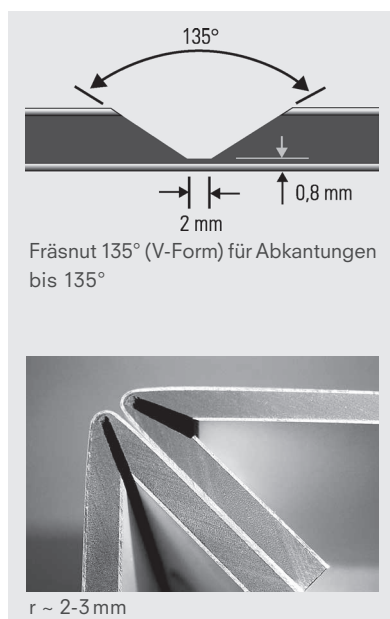 135°
0,8 mm
2 mm
Fräsnut 135° (V-Form) für Abkantungen
bis 135°
r ~ 2-3 mm